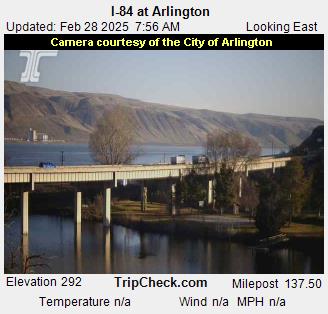 I-84 at Arlington
Updated: Feb 28 2025 7:56 AM Looking East
Camera courtesy of the City of Arlington
Elevation 292 TripCheck.com Milepost 137.50
Temperature n/a Wind n/a MPH n/a